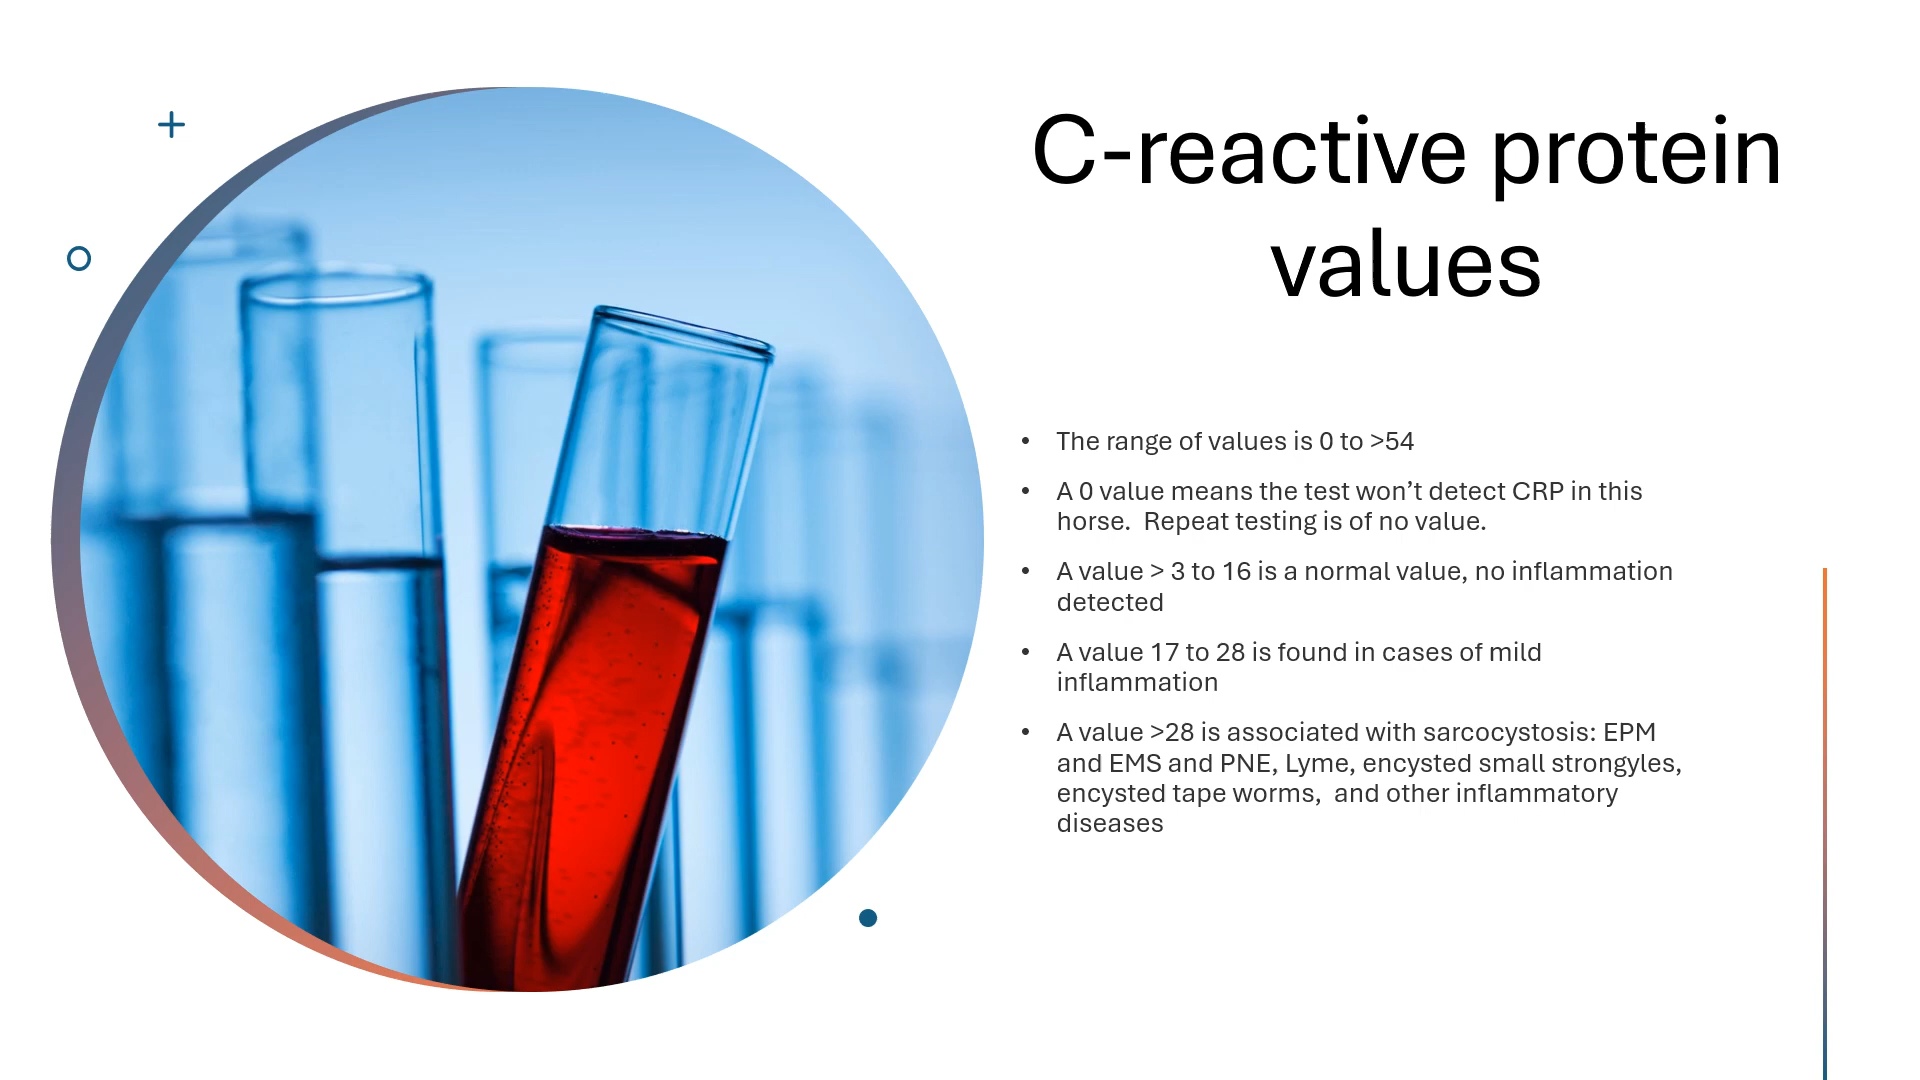 C-reactive protein
values
• The range of values is 0 to >54
• A 0 value means the test won’t detect CRP in this
horse.  Repeat testing is of no value.
• A value > 3 to 16 is a normal value, no inflammation
detected
• A value 17 to 28 is found in cases of mild
inflammation
• A value >28 is associated with sarcocystosis: EPM
and EMS and PNE, Lyme, encysted small strongyles,
encysted tape worms,  and other inflammatory
diseases